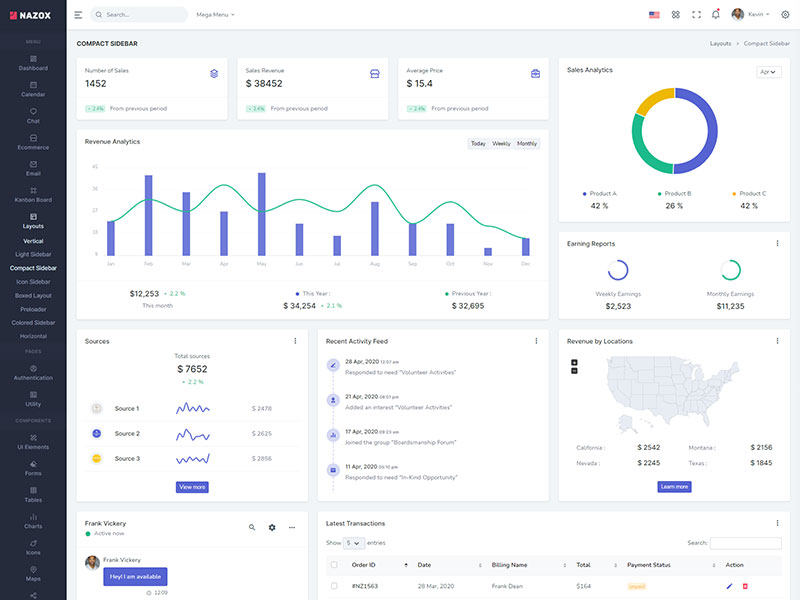 NAZOX
Search...
Mega Menu
Kevin
MENU
Dashboard
Calendar
Chat
Ecommerce
Email
Kanban Board
Layouts
Vertical
Light Sidebar
Compact Sidebar
Icon Sidebar
Boxed Layout
Preloader
Colored Sidebar
Horizontal
PAGES
Authentication
Utility
COMPONENTS
UI Elements
Forms
Tables
Charts
Icons
Maps
COMPACT SIDEBAR
Layouts > Compact Sidebar
Number of Sales
1452
2.4% From previous period
Sales Revenue
$ 38452
2.4% From previous period
Average Price
$ 15.4
2.4% From previous period
Sales Analytics
Apr
Product A
42 %
Product B
26 %
Product C
42 %
Revenue Analytics
Today Weekly Monthly
45
36
27
18
9
Jan Feb Mar Apr May Jun Jul Aug Sep Oct Nov Dec
$12,253 2.2 %
This month
This Year :
$ 34,254 2.1 %
Previous Year :
$ 32,695
Earning Reports
Weekly Earnings
$2,523
Monthly Earnings
$11,235
Sources
Total sources
$ 7652
2.2 %
Source 1 $ 2478
Source 2 $ 2625
Source 3 $ 2856
View more
Recent Activity Feed
28 Apr, 2020 12:07 am
Responded to need "Volunteer Activities"
21 Apr, 2020 08:01 pm
Added an interest "Volunteer Activities"
17 Apr, 2020 09:23 am
Joined the group "Boardsmanship Forum"
11 Apr, 2020 05:10 pm
Responded to need "In-Kind Opportunity"
Revenue by Locations
+
−
California : $ 2542 Montana : $ 2156
Nevada : $ 2245 Texas : $ 1845
Learn more
Frank Vickery
Active now
Frank Vickery
Hey! I am available
12:09
Latest Transactions
Show 5 entries
Search:
Order ID Date Billing Name Total Payment Status Action
#NZ1563 28 Mar, 2020 Frank Dean $164 unpaid